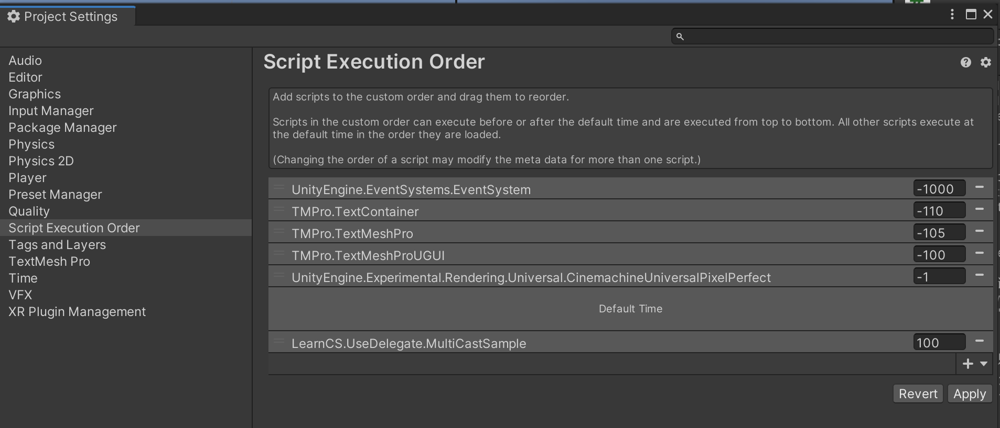 Project Settings
Audio
Editor
Graphics
Input Manager
Package Manager
Physics
Physics 2D
Player
Preset Manager
Quality
Script Execution Order
Tags and Layers
TextMesh Pro
Time
VFX
XR Plugin Management
Script Execution Order
Add scripts to the custom order and drag them to reorder.
Scripts in the custom order can execute before or after the default time and are executed from top to bottom. All other scripts execute at
the default time in the order they are loaded.
(Changing the order of a script may modify the meta data for more than one script.)
UnityEngine.EventSystems.EventSystem -1000
TMPro.TextContainer -110
TMPro.TextMeshPro -105
TMPro.TextMeshProUGUI -100
UnityEngine.Experimental.Rendering.Universal.CinemachineUniversalPixelPerfect -1
Default Time
LearnCS.UseDelegate.MultiCastSample 100
Revert Apply